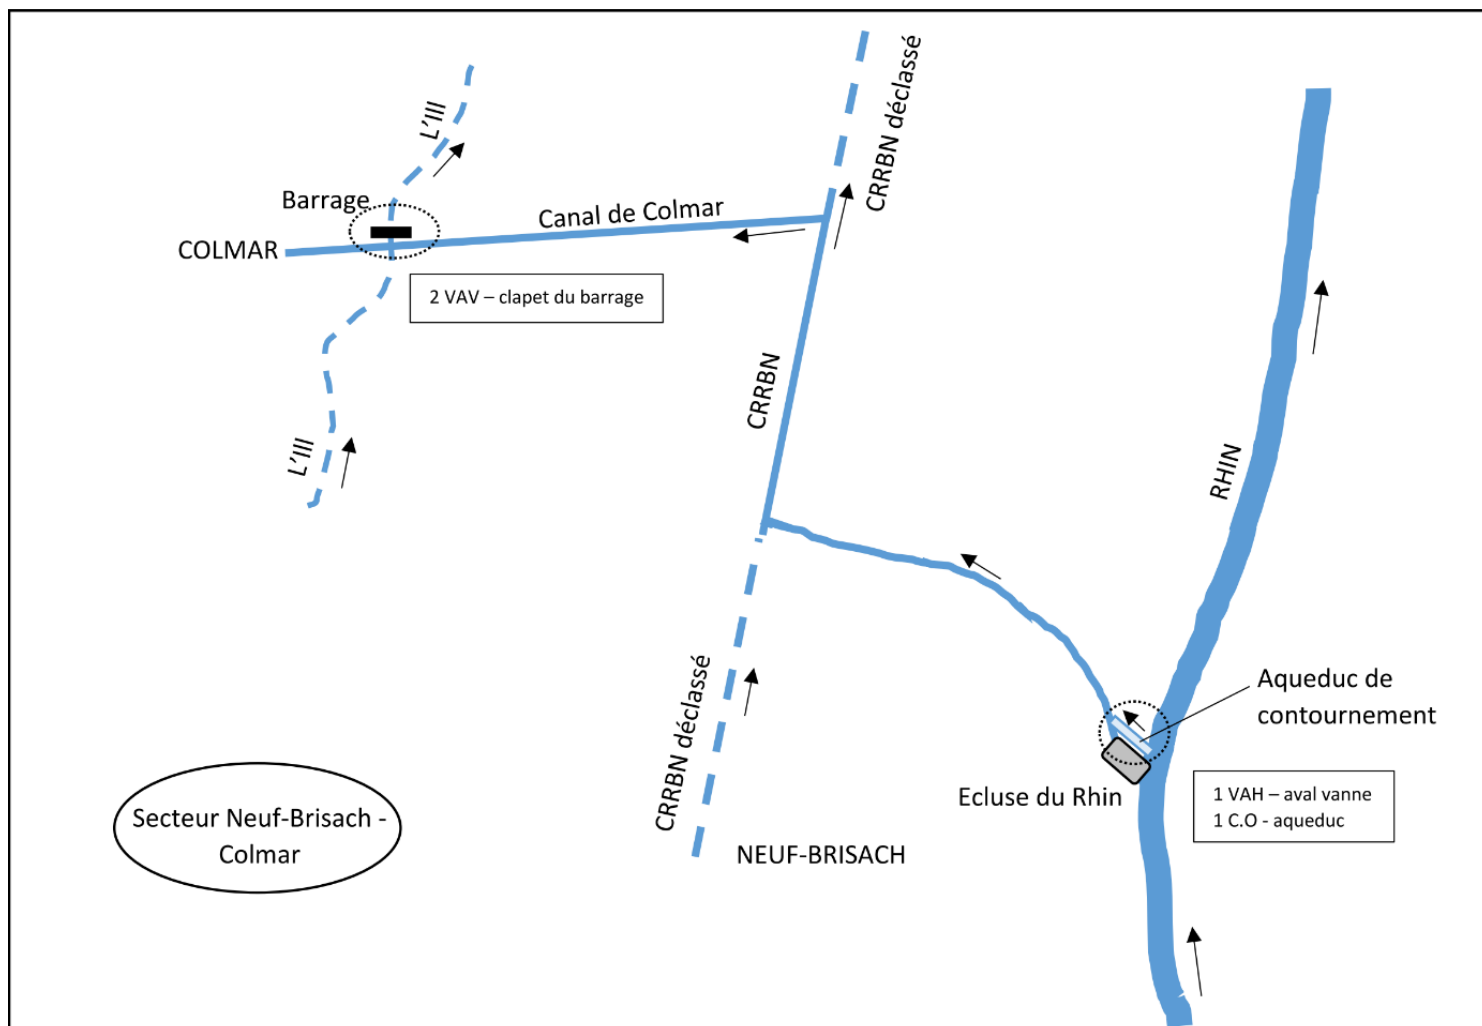 L'Ill
CRRBN déclassé
Barrage
Canal de Colmar
COLMAR
2 VAV – clapet du barrage
CRRBN
L'Ill
RHIN
CRRBN déclassé
Aqueduc de
contournement
Ecluse du Rhin
1 VAH – aval vanne
1 C.O - aqueduc
Secteur Neuf-Brisach -
Colmar
NEUF-BRISACH